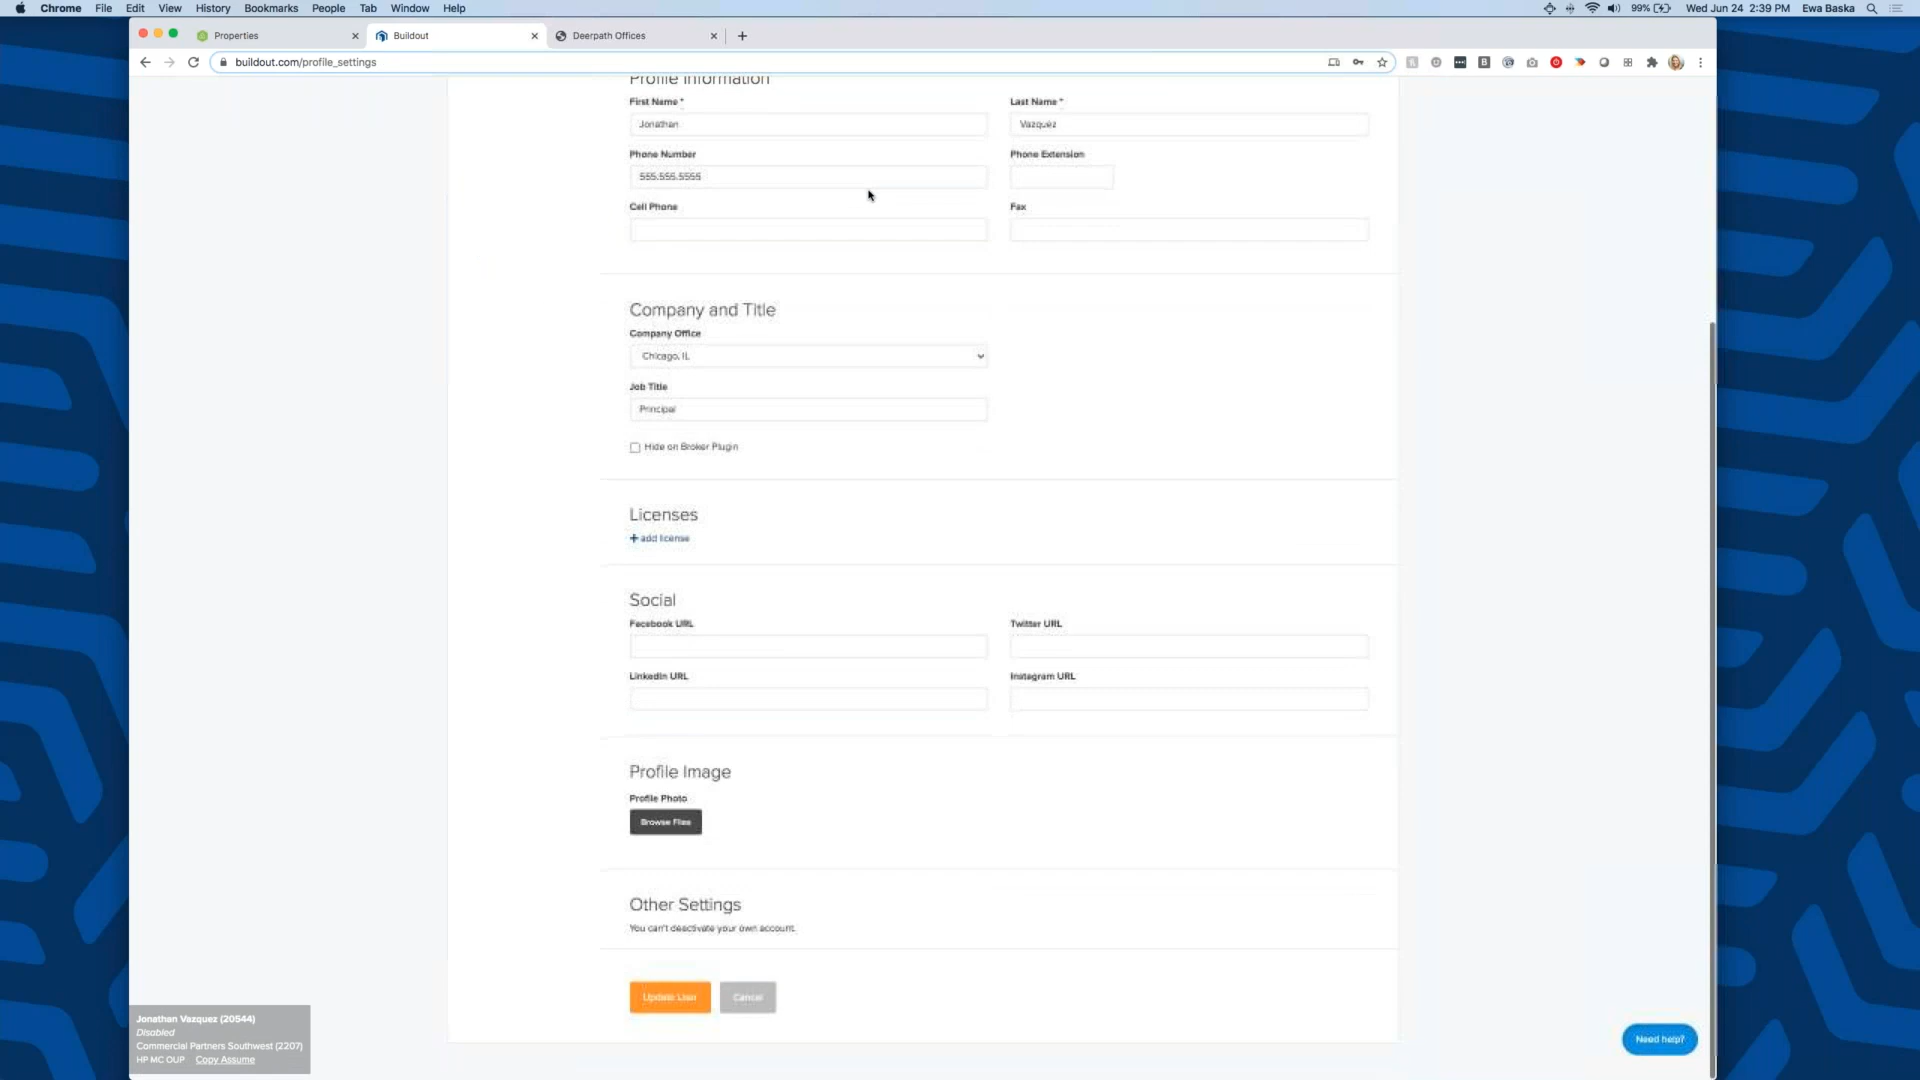 Chrome File Edit View History Bookmarks People Tab Window Help 99% Wed Jun 24 2:39 PM Ewa Baska
Properties Buildout Deerpath Offices
buildout.com/profile_settings
Profile Information
First Name * Last Name *
Jonathan Vazquez
Phone Number Phone Extension
555.555.5555
Cell Phone Fax
Company and Title
Company Office
Chicago, IL
Job Title
Principal
Hide on Broker Plugin
Licenses
+ add license
Social
Facebook URL Twitter URL
LinkedIn URL Instagram URL
Profile Image
Profile Photo
Browse Files
Other Settings
You can't deactivate your own account.
Update User Cancel
Jonathan Vazquez (20544)
Disabled
Commercial Partners Southwest (2207)
HP MC OUP Copy Assume
Need help?